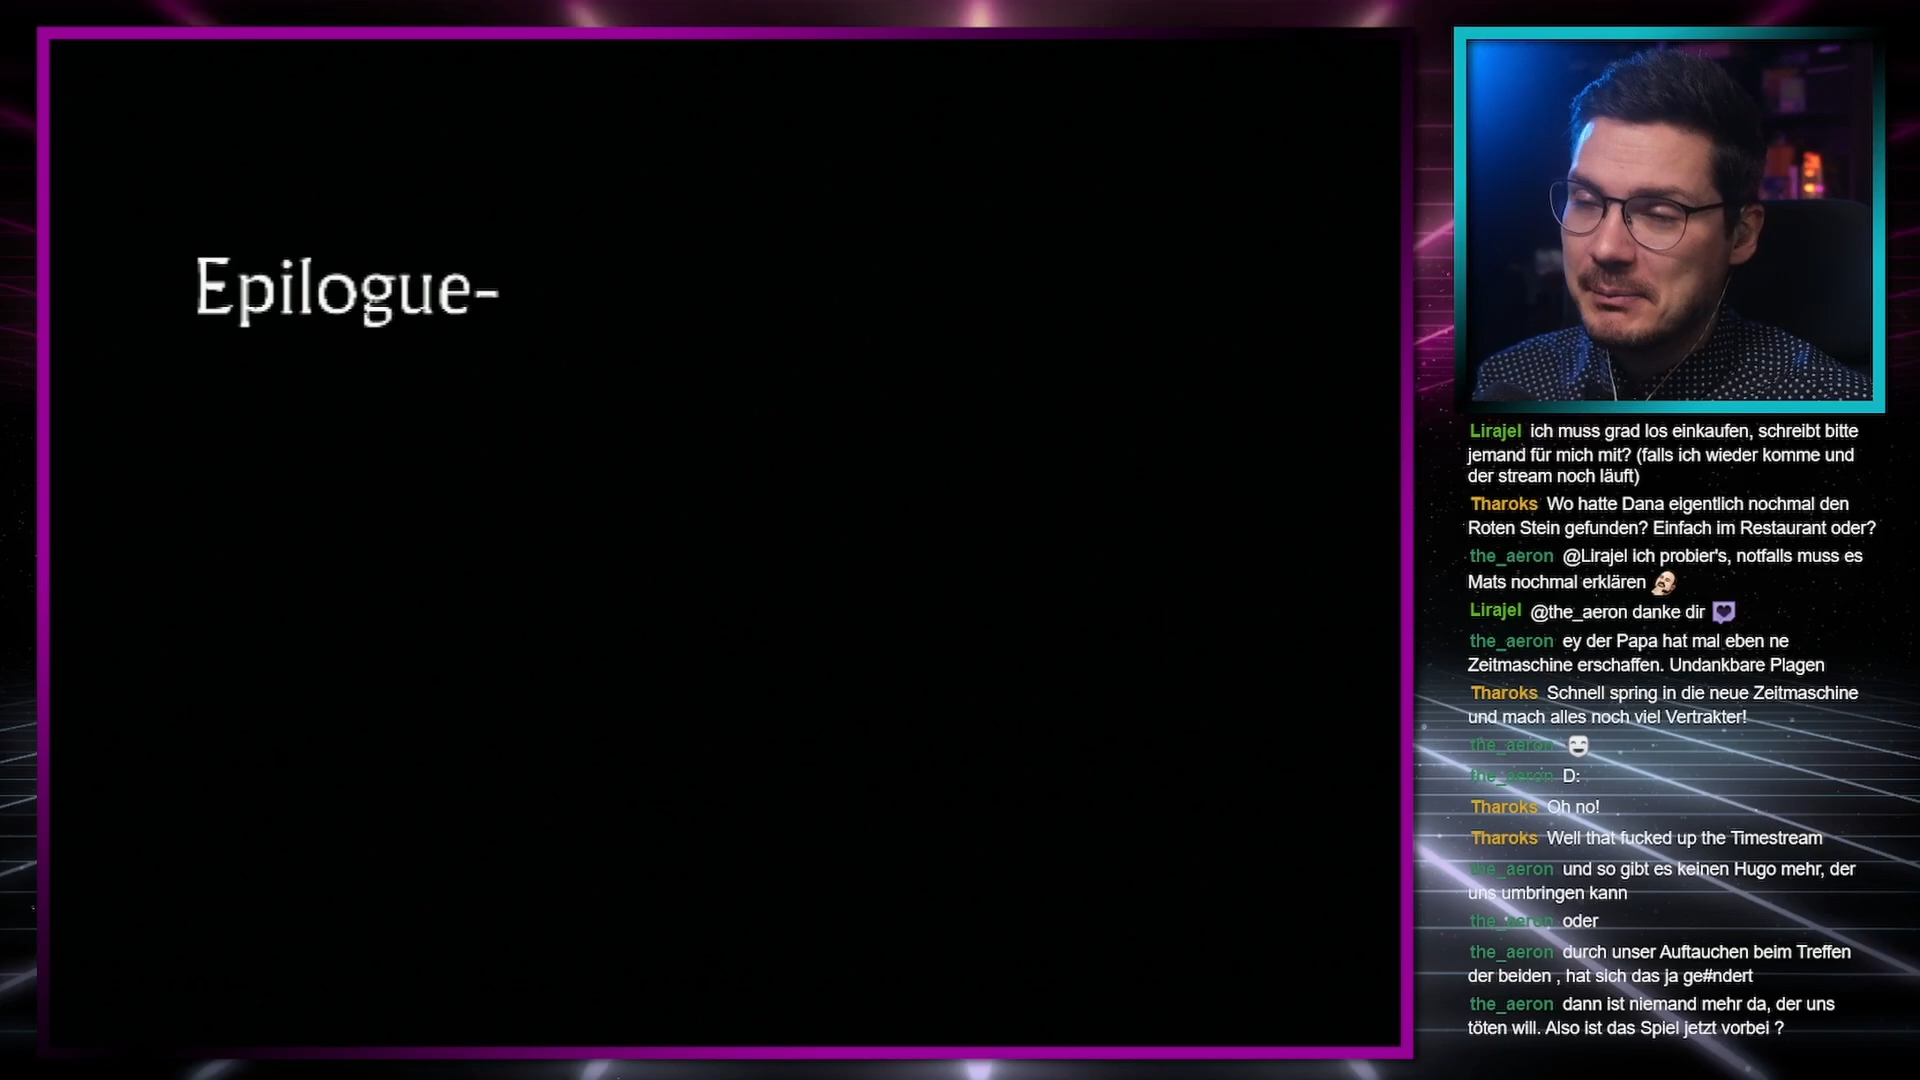 Epilogue-
Lirajel ich muss grad los einkaufen, schreibt bitte
jemand für mich mit? (falls ich wieder komme und
der stream noch läuft)
Tharoks Wo hatte Dana eigentlich nochmal den
Roten Stein gefunden? Einfach im Restaurant oder?
the_aeron @Lirajel ich probier's, notfalls muss es
Mats nochmal erklären
Lirajel @the_aeron danke dir
the_aeron ey der Papa hat mal eben ne
Zeitmaschine erschaffen. Undankbare Plagen
Tharoks Schnell spring in die neue Zeitmaschine
und mach alles noch viel Vertrakter!
the_aeron
the_aeron D:
Tharoks Oh no!
Tharoks Well that fucked up the Timestream
the_aeron und so gibt es keinen Hugo mehr, der
uns umbringen kann
the_aeron oder
the_aeron durch unser Auftauchen beim Treffen
der beiden , hat sich das ja ge#ndert
the_aeron dann ist niemand mehr da, der uns
töten will. Also ist das Spiel jetzt vorbei ?